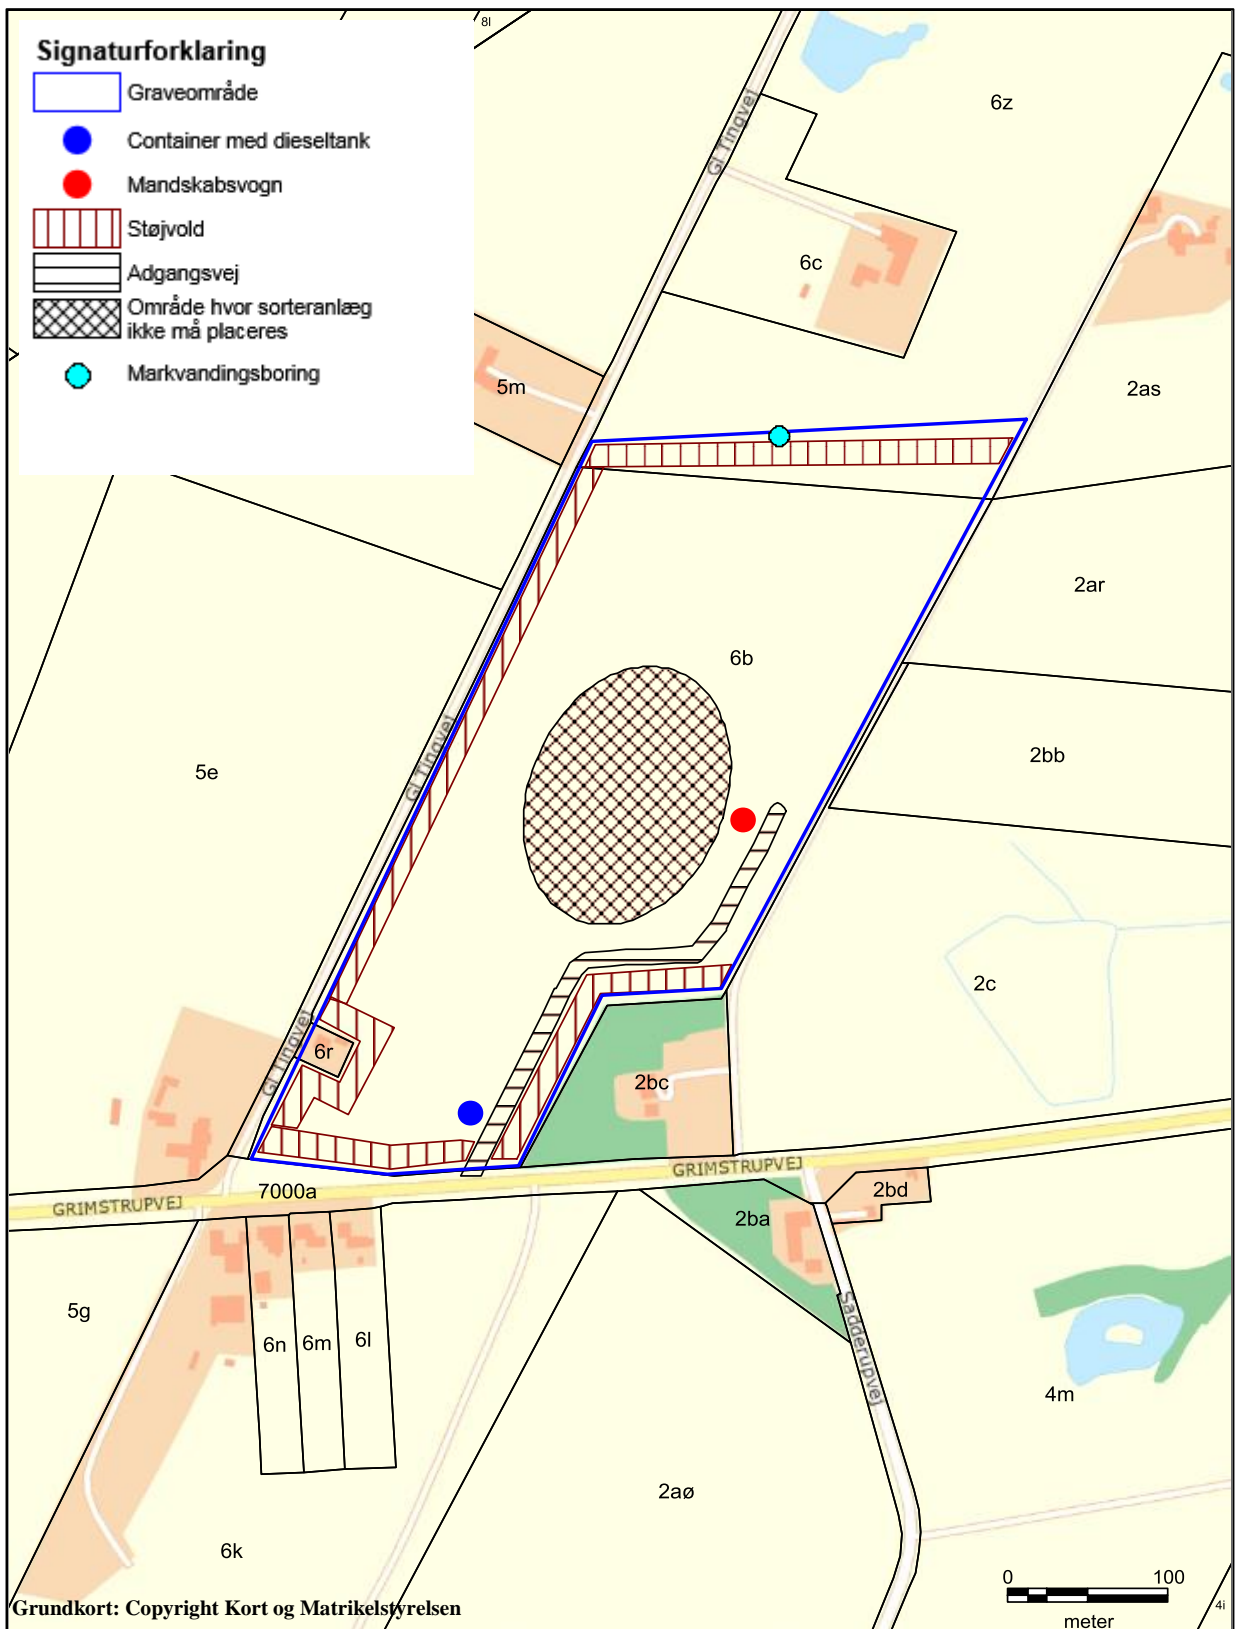 Signaturforklaring
Graveområde
Container med dieseltank
Mandskabsvogn
Støjvold
Adgangsvej
Område hvor sorteranlæg
ikke må placeres
Markvandingsboring
8l
6z
Gl Tingvej
6c
5m
2as
2ar
6b
2bb
5e
Gl Tingvej
2c
Gl Tingvej
6r
2bc
GRIMSTRUPVEJ
7000a
GRIMSTRUPVEJ
2bd
2ba
5g
6n
6m
6l
Sadderupvej
4m
2aø
6k
0 100
meter
4i
Grundkort: Copyright Kort og Matrikelstyrelsen